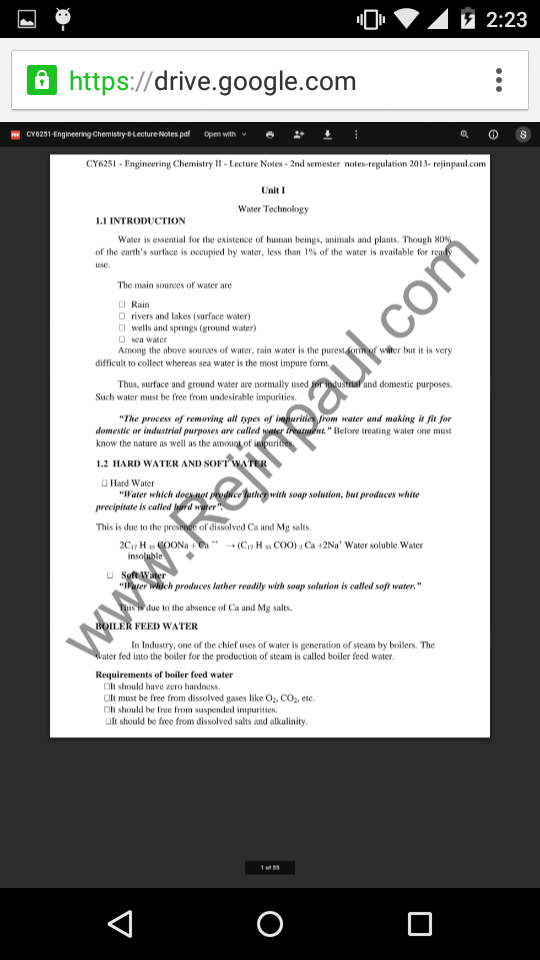 2:23
https://drive.google.com
PDF CY6251-Engineering-Chemistry-II-Lecture-Notes.pdf Open with S
CY6251 - Engineering Chemistry II - Lecture Notes - 2nd semester notes-regulation 2013- rejinpaul.com
Unit I
Water Technology
1.1 INTRODUCTION
Water is essential for the existence of human beings, animals and plants. Though 80%
of the earth's surface is occupied by water, less than 1% of the water is available for ready
use.
The main sources of water are
□ Rain
□ rivers and lakes (surface water)
□ wells and springs (ground water)
□ sea water
Among the above sources of water, rain water is the purest form of water but it is very
difficult to collect whereas sea water is the most impure form.
Thus, surface and ground water are normally used for industrial and domestic purposes.
Such water must be free from undesirable impurities.
"The process of removing all types of impurities from water and making it fit for
domestic or industrial purposes are called water treatment." Before treating water one must
know the nature as well as the amount of impurities.
1.2 HARD WATER AND SOFT WATER
□ Hard Water
"Water which does not produce lather with soap solution, but produces white
precipitate is called hard water".
This is due to the presence of dissolved Ca and Mg salts.
2C₁₇ H ₃₅ COONa + Ca ⁺⁺ → (C₁₇ H ₃₅ COO) ₂ Ca +2Na⁺ Water soluble Water
insoluble
□ Soft Water
"Water which produces lather readily with soap solution is called soft water."
This is due to the absence of Ca and Mg salts.
BOILER FEED WATER
In Industry, one of the chief uses of water is generation of steam by boilers. The
water fed into the boiler for the production of steam is called boiler feed water.
Requirements of boiler feed water
□It should have zero hardness.
□It must be free from dissolved gases like O₂, CO₂, etc.
□It should be free from suspended impurities.
□It should be free from dissolved salts and alkalinity.
www.Rejinpaul.com
1 of 95